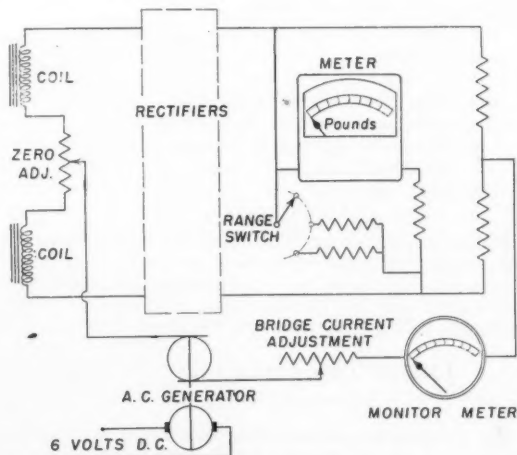 METER
COIL
RECTIFIERS
Pounds
ZERO
ADJ.
RANGE
SWITCH
COIL
BRIDGE CURRENT
ADJUSTMENT
A.C. GENERATOR
MONITOR METER
6 VOLTS D.C.